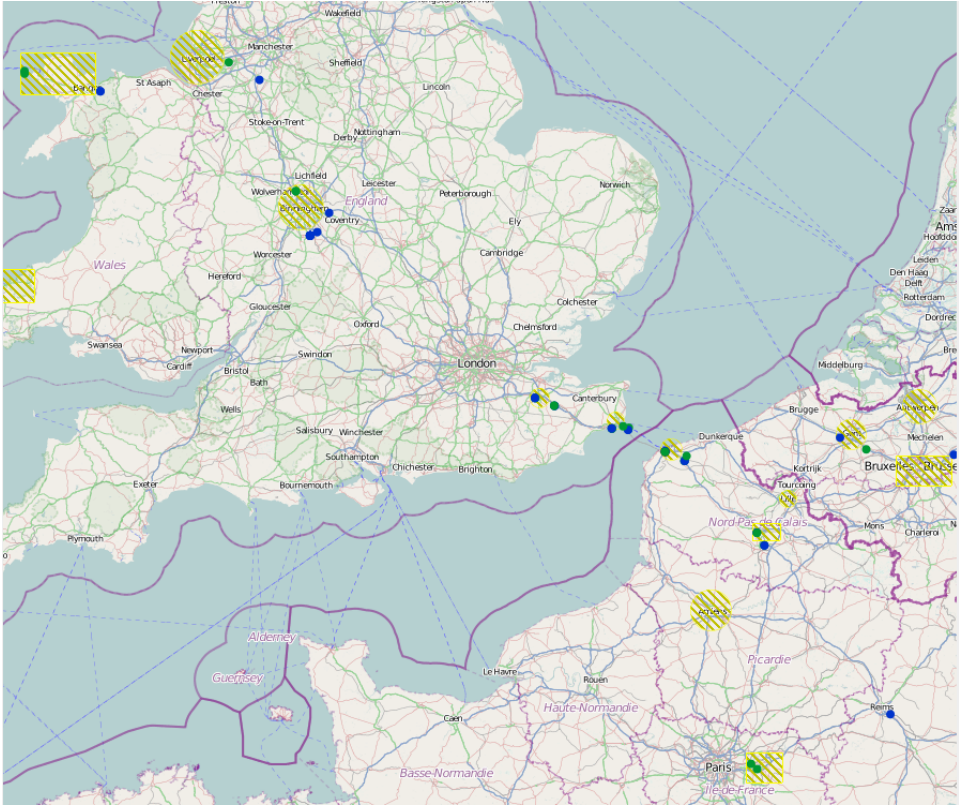 Wakefield
Manchester
Liverpool
Sheffield
St Asaph
Bangor
Chester
Lincoln
Stoke-on-Trent
Derby
Nottingham
Lichfield
Leicester
Norwich
Peterborough
England
Birmingham
Coventry
Ely
Zaan
Worcester
Cambridge
Wales
Leiden
Hereford
Den Haag
Delft
Rotterdam
Gloucester
Colchester
Oxford
Chelmsford
Swansea
Newport
Swindon
Cardiff
London
Bristol
Middelburg
Bath
Canterbury
Wells
Brugge
Antwerpen
Salisbury
Winchester
Dunkerque
Gent
Mechelen
Southampton
Chichester
Brighton
Kortrijk
Exeter
Bournemouth
Tourcoing
Nord-Pas de Calais
Mons
Charleroi
Plymouth
Amiens
Alderney
Picardie
Guernsey
Le Havre
Rouen
Haute-Normandie
Reims
Caen
Paris
Basse-Normandie
Île-de-France